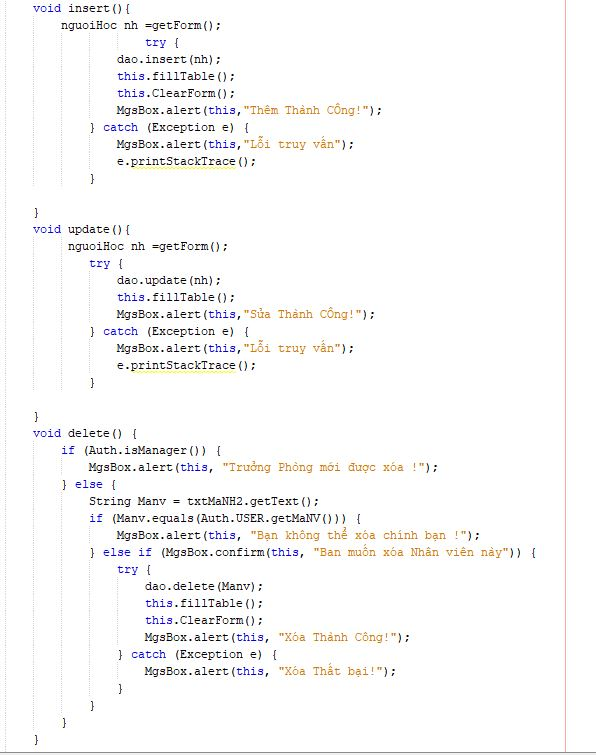 void insert(){
nguoiHoc nh =getForm();
try {
dao.insert(nh);
this.fillTable();
this.ClearForm();
MgsBox.alert(this,"Thêm Thành CÔng!");
} catch (Exception e) {
MgsBox.alert(this,"Lỗi truy vấn");
e.printStackTrace();
}
}
void update(){
nguoiHoc nh =getForm();
try {
dao.update(nh);
this.fillTable();
MgsBox.alert(this,"Sửa Thành CÔng!");
} catch (Exception e) {
MgsBox.alert(this,"Lỗi truy vấn");
e.printStackTrace();
}
}
void delete() {
if (Auth.isManager()) {
MgsBox.alert(this, "Trưởng Phòng mới được xóa !");
} else {
String Manv = txtMaNH2.getText();
if (Manv.equals(Auth.USER.getMaNV())) {
MgsBox.alert(this, "Bạn không thể xóa chính bạn !");
} else if (MgsBox.confirm(this, "Ban muốn xóa Nhân viên này")) {
try {
dao.delete(Manv);
this.fillTable();
this.ClearForm();
MgsBox.alert(this, "Xóa Thành Công!");
} catch (Exception e) {
MgsBox.alert(this, "Xóa Thất bại!");
}
}
}
}